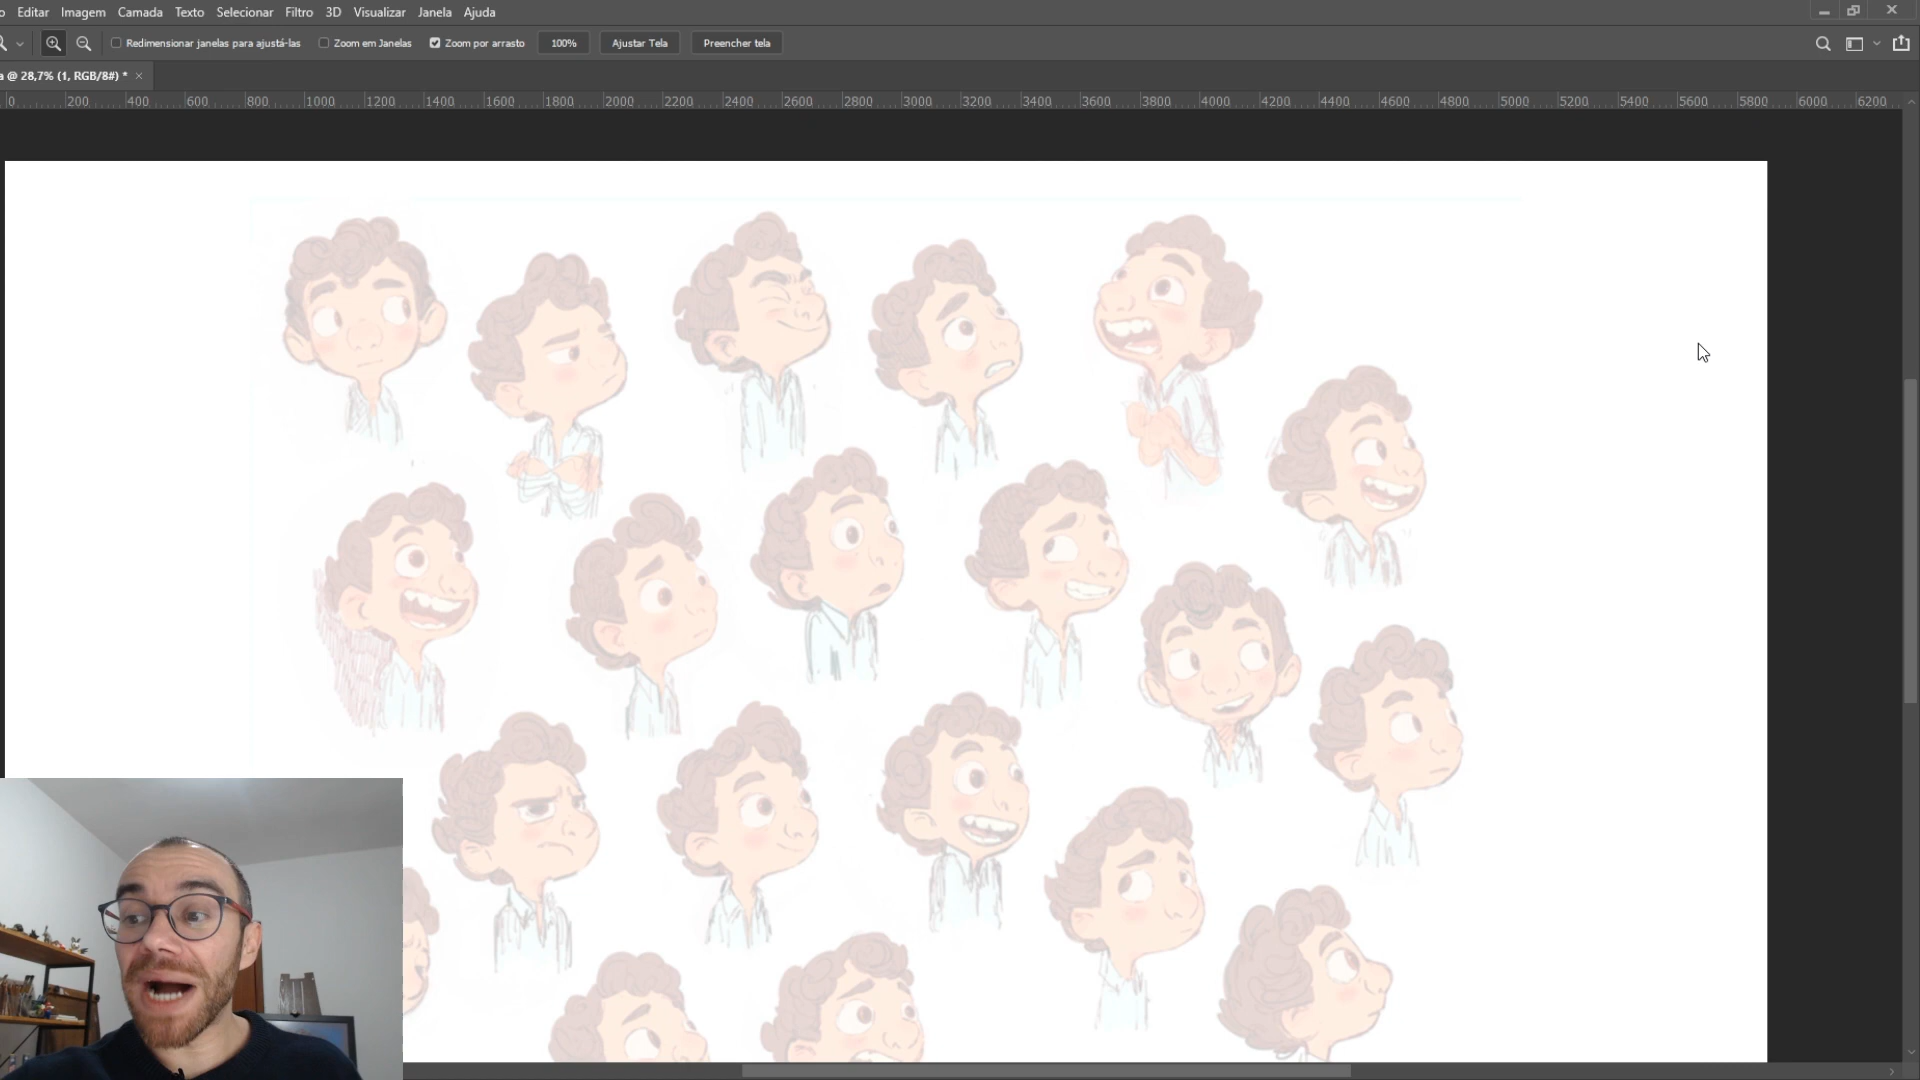 Editar Imagem Camada Texto Selecionar Filtro 3D Visualizar Janela Ajuda
Redimensionar janelas para ajustá-las Zoom em Janelas Zoom por arrasto 100% Ajustar Tela Preencher tela
a @ 28,7% (1, RGB/8#) * ×
0 200 400 600 800 1000 1200 1400 1600 1800 2000 2200 2400 2600 2800 3000 3200 3400 3600 3800 4000 4200 4400 4600 4800 5000 5200 5400 5600 5800 6000 6200